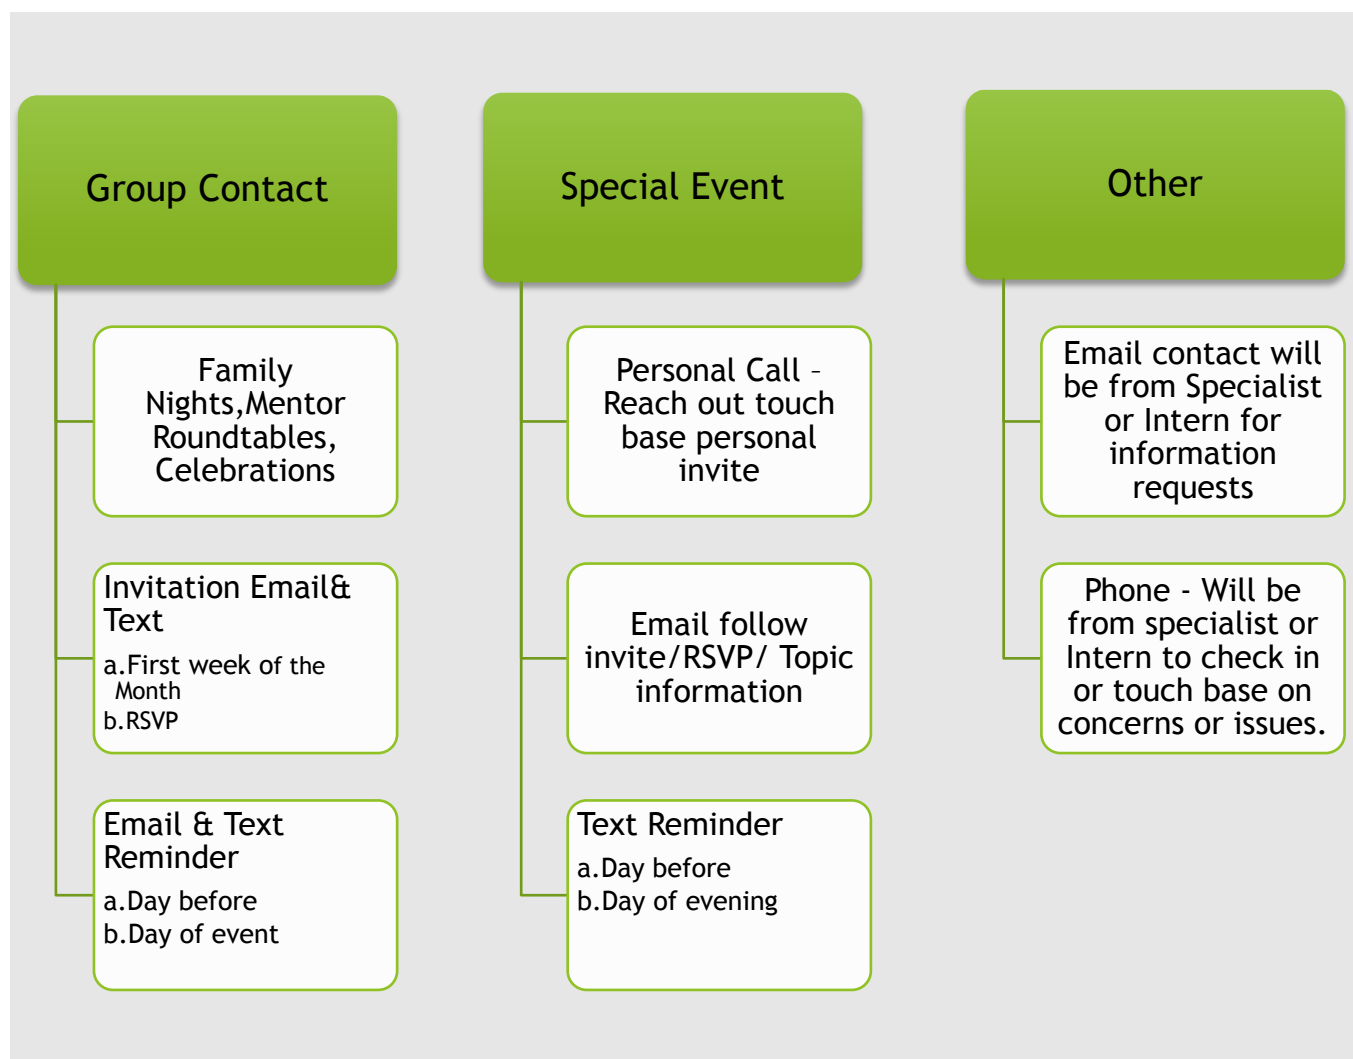 Group Contact
Family
Nights,Mentor
Roundtables,
Celebrations
Invitation Email&
Text
a.First week of the
Month
b.RSVP
Email & Text
Reminder
a.Day before
b.Day of event
Special Event
Personal Call –
Reach out touch
base personal
invite
Email follow
invite/RSVP/ Topic
information
Text Reminder
a.Day before
b.Day of evening
Other
Email contact will
be from Specialist
or Intern for
information
requests
Phone - Will be
from specialist or
Intern to check in
or touch base on
concerns or issues.